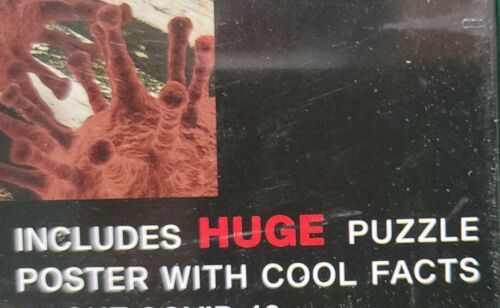 INCLUDES HUGE PUZZLE
POSTER WITH COOL FACTS